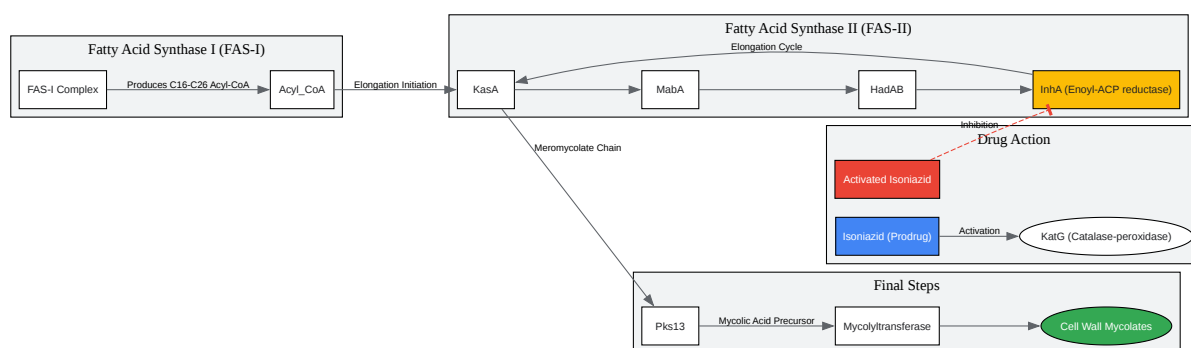 Fatty Acid Synthase I (FAS-I)
FAS-I Complex
Produces C16-C26 Acyl-CoA
Acyl_CoA
Elongation Initiation
Fatty Acid Synthase II (FAS-II)
Elongation Cycle
KasA
MabA
HadAB
InhA (Enoyl-ACP reductase)
Inhibition
Drug Action
Activated Isoniazid
Isoniazid (Prodrug)
Activation
KatG (Catalase-peroxidase)
Meromycolate Chain
Final Steps
Pks13
Mycolic Acid Precursor
Mycolyltransferase
Cell Wall Mycolates